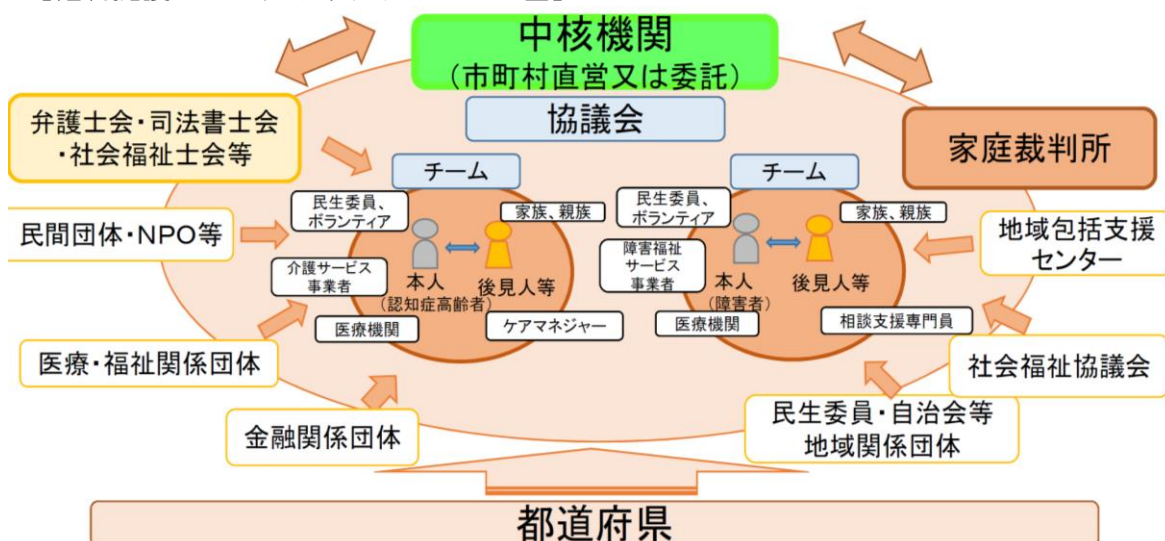 中核機関
(市町村直営又は委託)
協議会
弁護士会・司法書士会
・社会福祉士会等
家庭裁判所
チーム
民生委員、
ボランティア
家族、親族
介護サービス
事業者
本人
(認知症高齢者)
後見人等
医療機関
ケアマネジャー
チーム
民生委員、
ボランティア
家族、親族
障害福祉
サービス
事業者
本人
(障害者)
後見人等
医療機関
相談支援専門員
民間団体・NPO等
地域包括支援
センター
医療・福祉関係団体
社会福祉協議会
金融関係団体
民生委員・自治会等
地域関係団体
都道府県